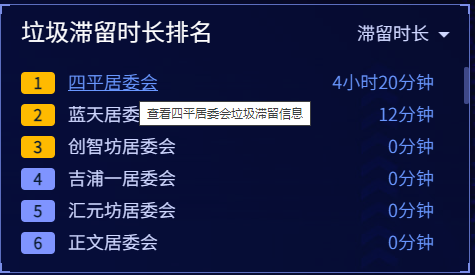 垃圾滞留时长排名 滞留时长
1 四平居委会 4小时20分钟
2 蓝天居委 12分钟
查看四平居委会垃圾滞留信息
3 创智坊居委会 0分钟
4 吉浦一居委会 0分钟
5 汇元坊居委会 0分钟
6 正文居委会 0分钟